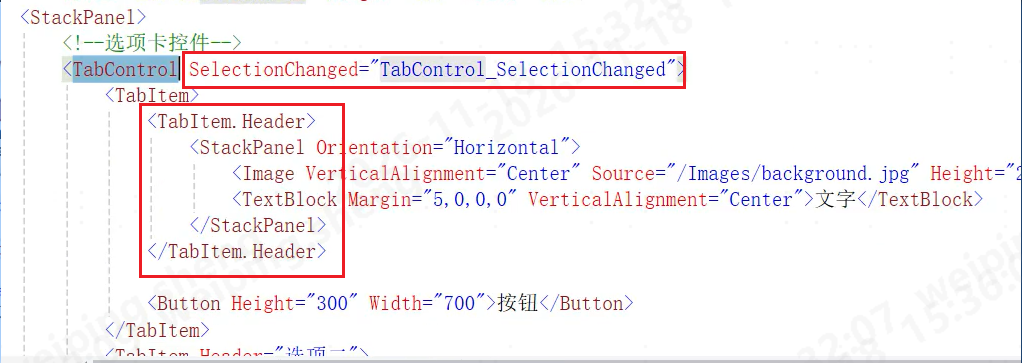 <StackPanel>
<!--选项卡控件-->
<TabControl SelectionChanged="TabControl_SelectionChanged">
<TabItem>
<TabItem.Header>
<StackPanel Orientation="Horizontal">
<Image VerticalAlignment="Center" Source="/Images/background.jpg" Height="2
<TextBlock Margin="5,0,0,0" VerticalAlignment="Center">文字</TextBlock>
</StackPanel>
</TabItem.Header>
<Button Height="300" Width="700">按钮</Button>
</TabItem>
<TabItem Header="选项二">